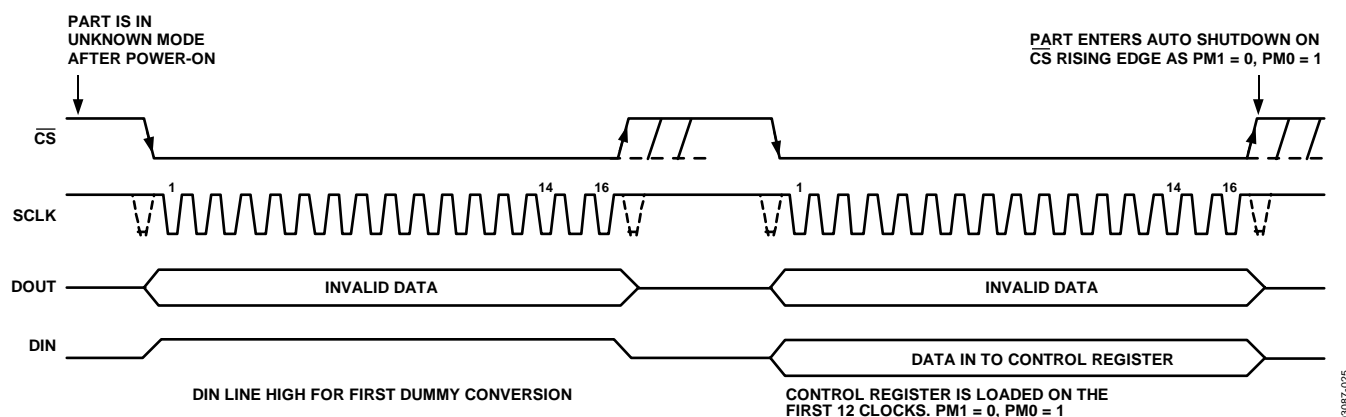 PART IS IN
UNKNOWN MODE
AFTER POWER-ON
PART ENTERS AUTO SHUTDOWN ON
CS RISING EDGE AS PM1 = 0, PM0 = 1
CS
1 14 16 1 14 16
SCLK
DOUT INVALID DATA INVALID DATA
DIN DATA IN TO CONTROL REGISTER
DIN LINE HIGH FOR FIRST DUMMY CONVERSION
CONTROL REGISTER IS LOADED ON THE
FIRST 12 CLOCKS. PM1 = 0, PM0 = 1